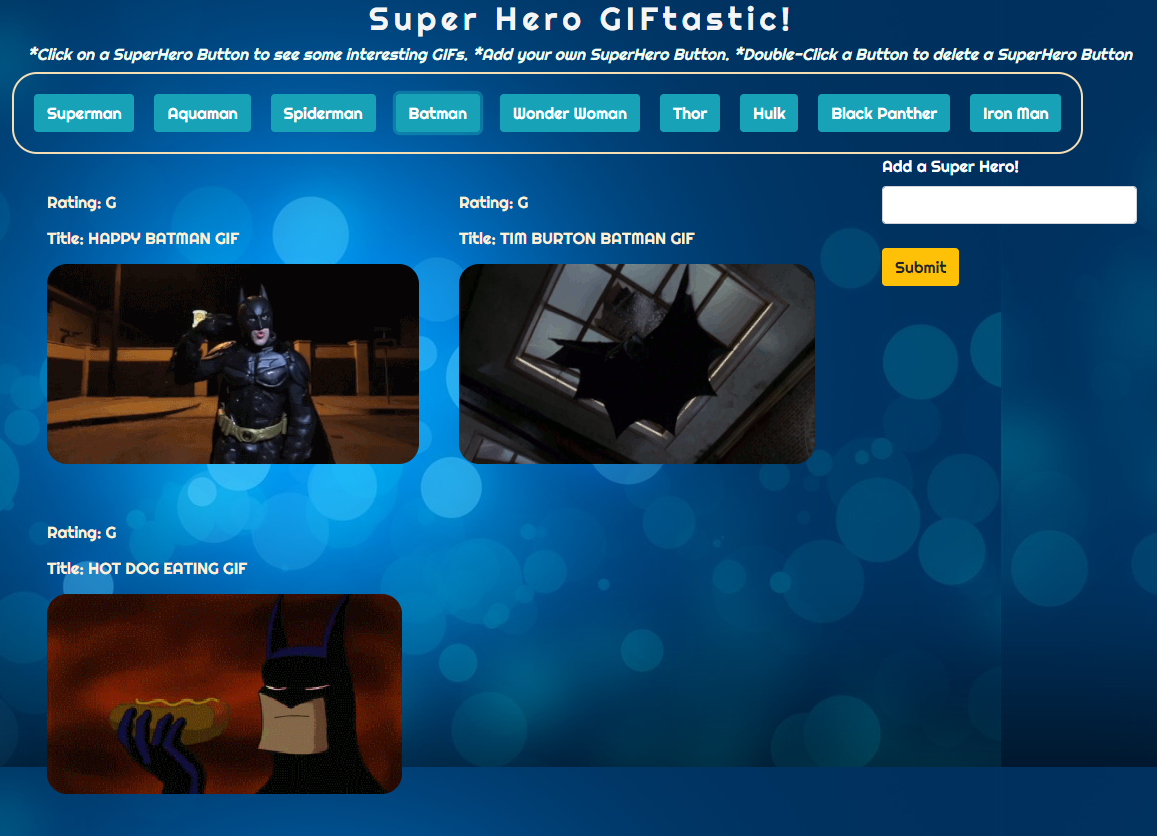 Super Hero GIFtastic!
*Click on a SuperHero Button to see some interesting GIFs. *Add your own SuperHero Button. *Double-Click a Button to delete a SuperHero Button
Superman Aquaman Spiderman Batman Wonder Woman Thor Hulk Black Panther Iron Man
Add a Super Hero!
Submit
Rating: G
Title: HAPPY BATMAN GIF
Rating: G
Title: TIM BURTON BATMAN GIF
Rating: G
Title: HOT DOG EATING GIF